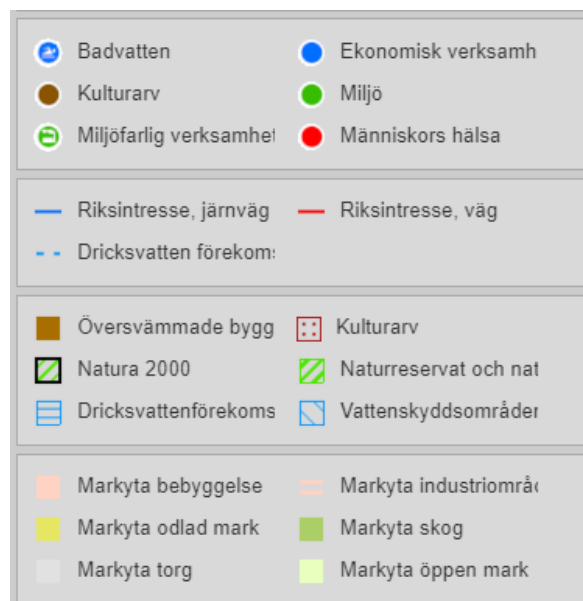 Badvatten Ekonomisk verksamh
Kulturarv Miljö
Miljöfarlig verksamhet Människors hälsa
Riksintresse, järnväg Riksintresse, väg
Dricksvatten förekoms
Översvämmade bygg Kulturarv
Natura 2000 Naturreservat och nat
Dricksvattenförekoms Vattenskyddsområden
Markyta bebyggelse Markyta industriområd
Markyta odlad mark Markyta skog
Markyta torg Markyta öppen mark